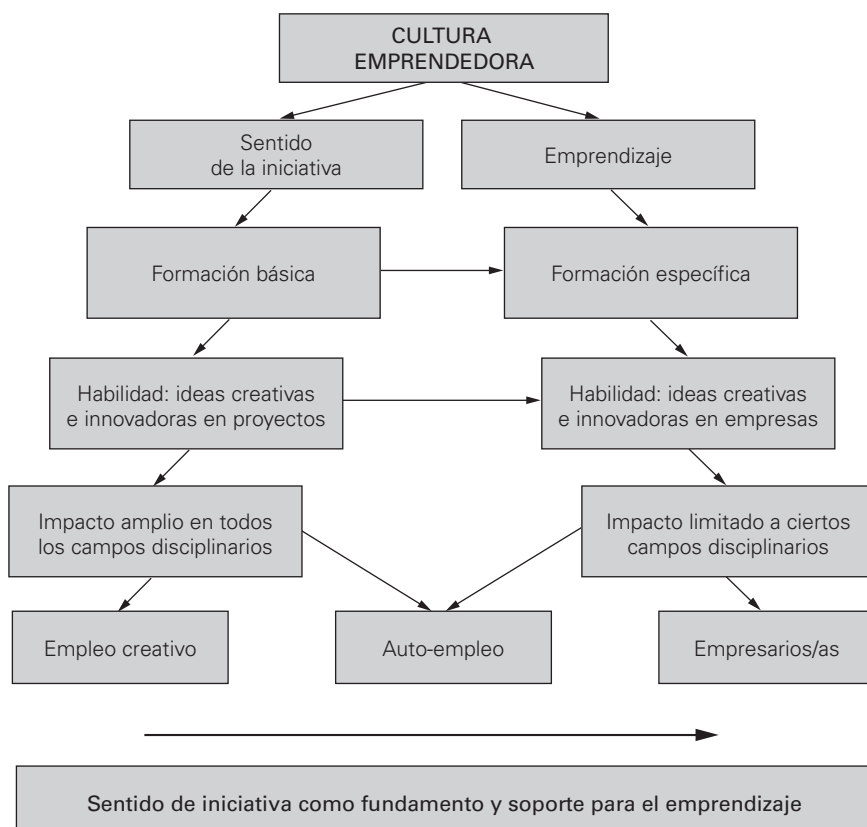 CULTURA
EMPRENDEDORA
Sentido
de la iniciativa
Emprendizaje
Formación básica
Formación específica
Habilidad: ideas creativas
e innovadoras en proyectos
Habilidad: ideas creativas
e innovadoras en empresas
Impacto amplio en todos
los campos disciplinarios
Impacto limitado a ciertos
campos disciplinarios
Empleo creativo
Auto-empleo
Empresarios/as
Sentido de iniciativa como fundamento y soporte para el emprendizaje